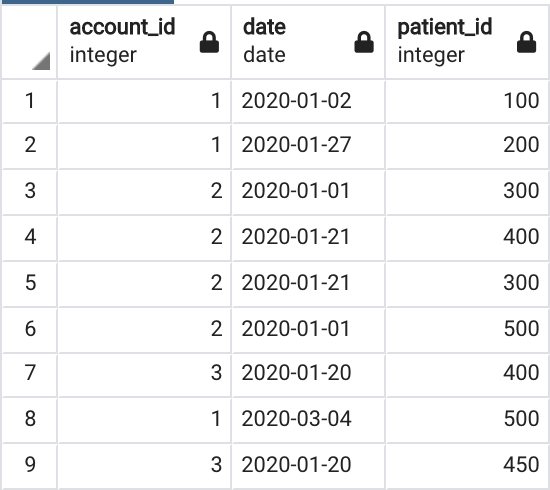 account_id date patient_id
integer date integer
1 1 2020-01-02 100
2 1 2020-01-27 200
3 2 2020-01-01 300
4 2 2020-01-21 400
5 2 2020-01-21 300
6 2 2020-01-01 500
7 3 2020-01-20 400
8 1 2020-03-04 500
9 3 2020-01-20 450